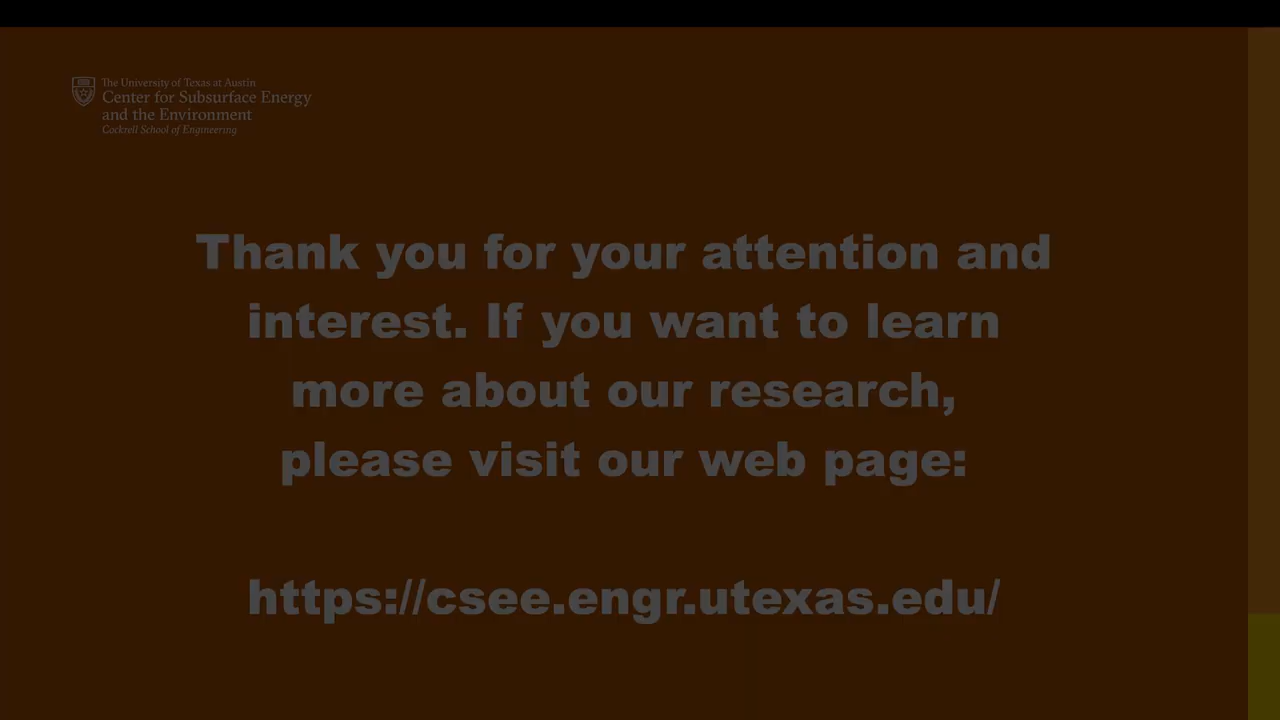 The University of Texas at Austin
Center for Subsurface Energy
and the Environment
Cockrell School of Engineering
Thank you for your attention and
interest. If you want to learn
more about our research,
please visit our web page:
https://csee.engr.utexas.edu/